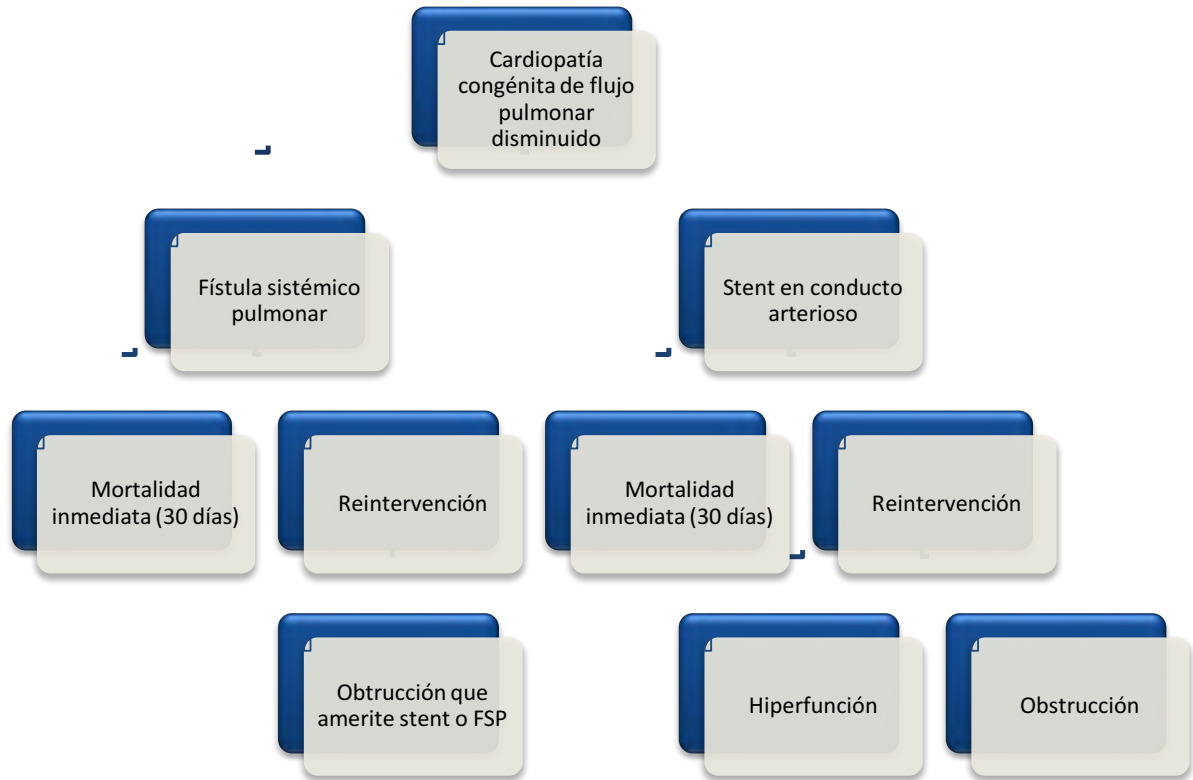 Cardiopatía
congénita de flujo
pulmonar
disminuido
Fístula sistémico
pulmonar
Stent en conducto
arterioso
Mortalidad
inmediata (30 días)
Reintervención
Mortalidad
inmediata (30 días)
Reintervención
Obtrucción que
amerite stent o FSP
Hiperfunción
Obstrucción